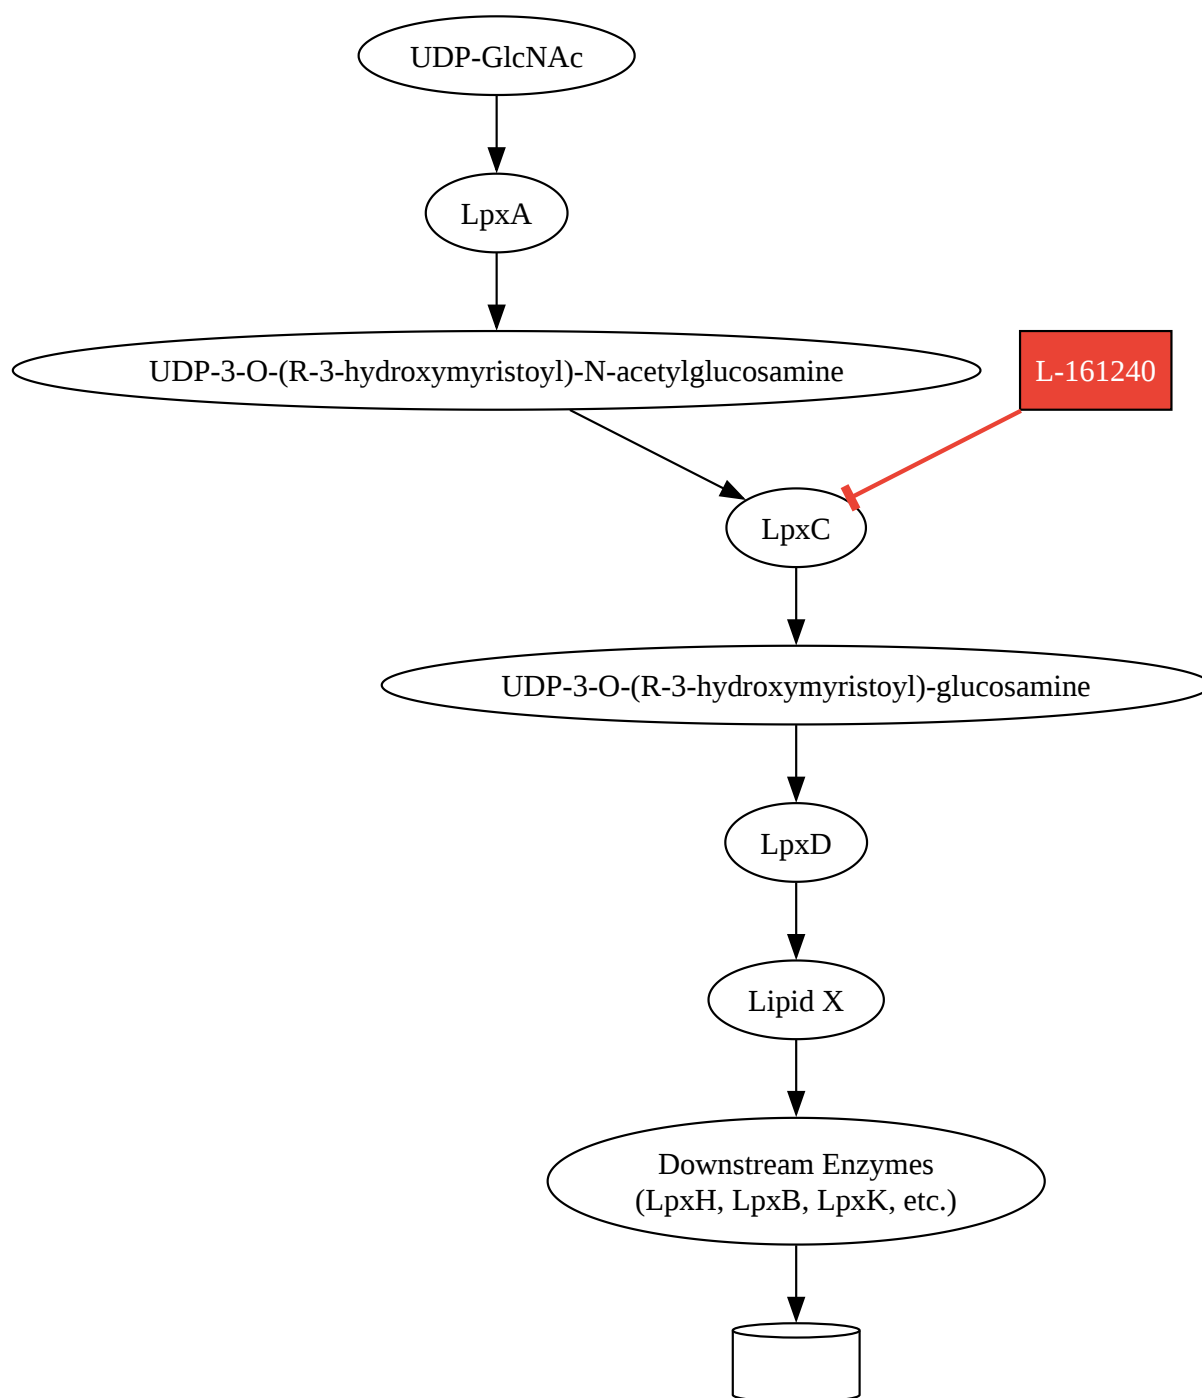 UDP-GlcNAc
LpxA
UDP-3-O-(R-3-hydroxymyristoyl)-N-acetylglucosamine
L-161240
LpxC
UDP-3-O-(R-3-hydroxymyristoyl)-glucosamine
LpxD
Lipid X
Downstream Enzymes
(LpxH, LpxB, LpxK, etc.)